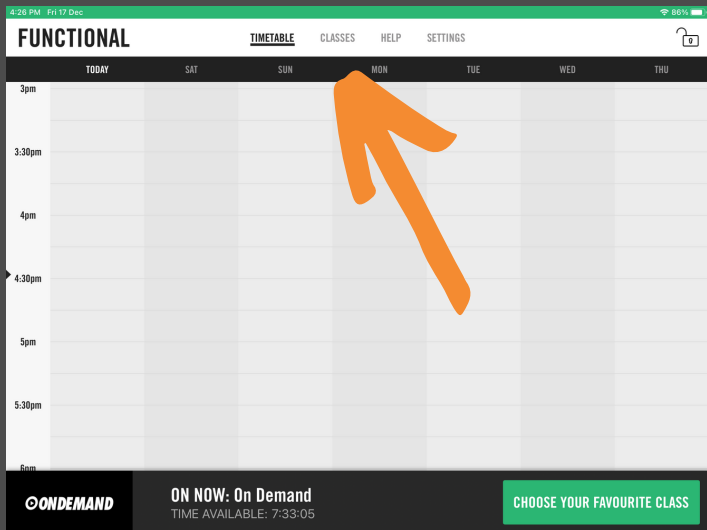 4:26 PM Fri 17 Dec 86%
FUNCTIONAL TIMETABLE CLASSES HELP SETTINGS
TODAY SAT SUN MON TUE WED THU
3pm
3:30pm
4pm
4:30pm
5pm
5:30pm
6pm
ONDEMAND
ON NOW: On Demand
TIME AVAILABLE: 7:33:05
CHOOSE YOUR FAVOURITE CLASS